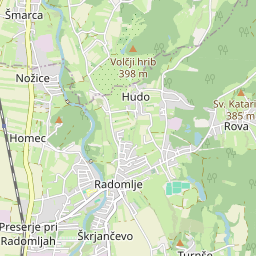 Šmarca
Volčji hrib
398 m
Nožice
Hudo
Sv. Katari
385 m
Rova
Homec
Radomlje
Preserje pri
Radomljah
Škrjančevo
Turnše